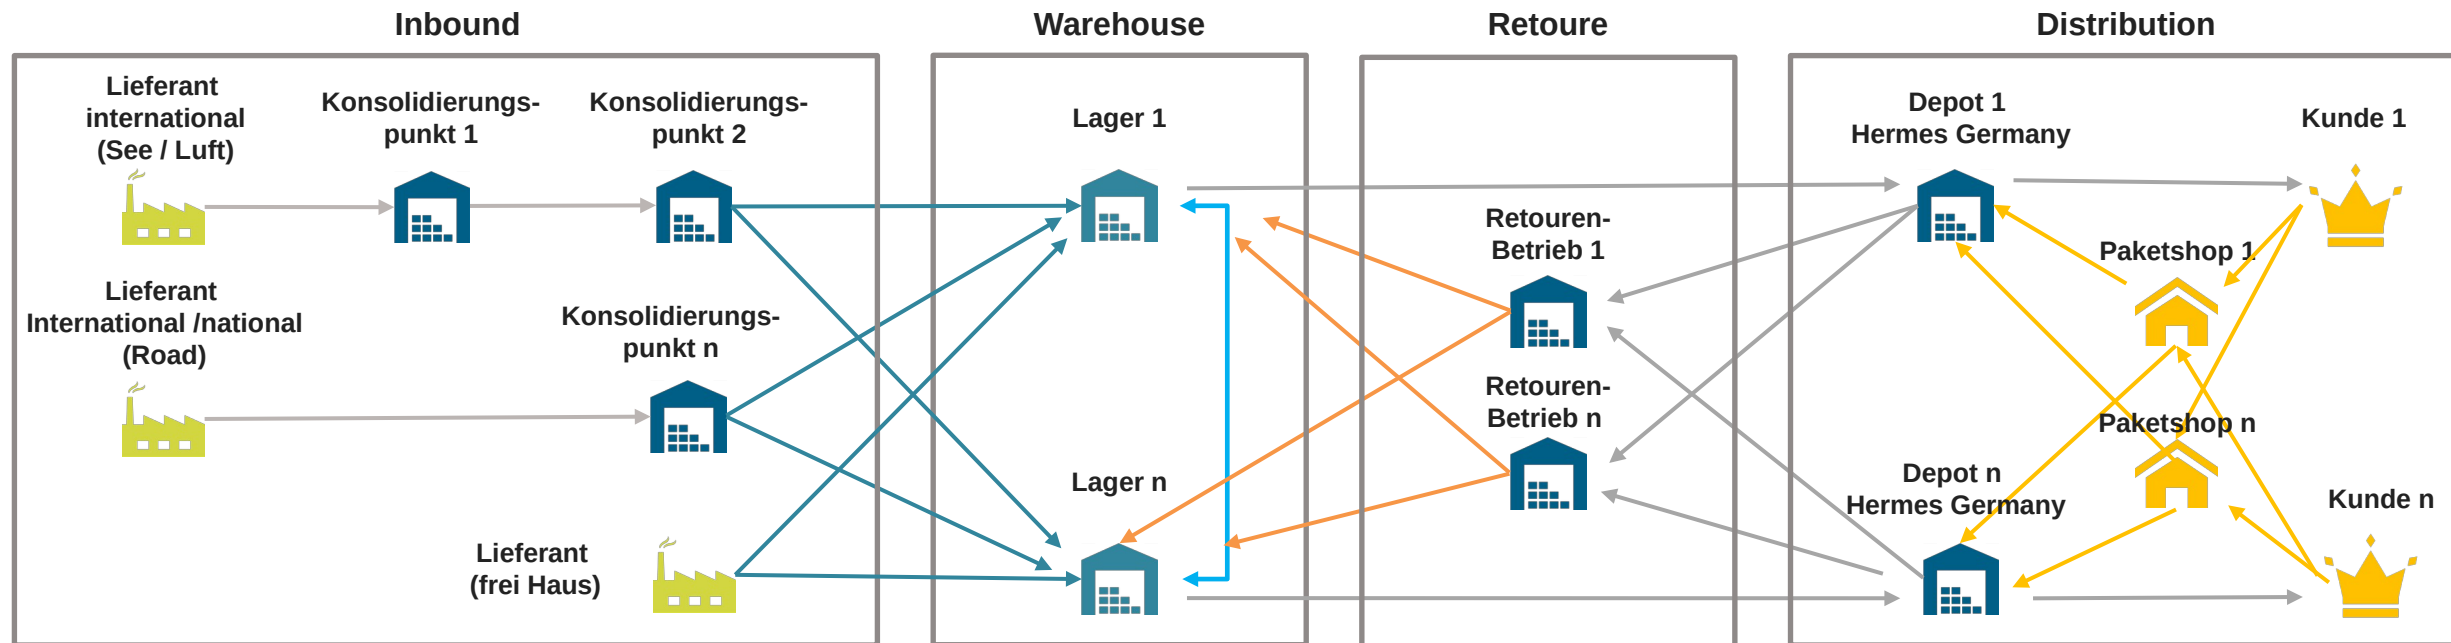 Inbound
Warehouse
Retoure
Distribution
Lieferant
international
(See / Luft)
Konsolidierungs-
punkt 1
Konsolidierungs-
punkt 2
Lager 1
Depot 1
Hermes Germany
Kunde 1
Retouren-
Betrieb 1
Paketshop 1
Lieferant
International /national
(Road)
Konsolidierungs-
punkt n
Retouren-
Betrieb n
Paketshop n
Lager n
Depot n
Hermes Germany
Kunde n
Lieferant
(frei Haus)